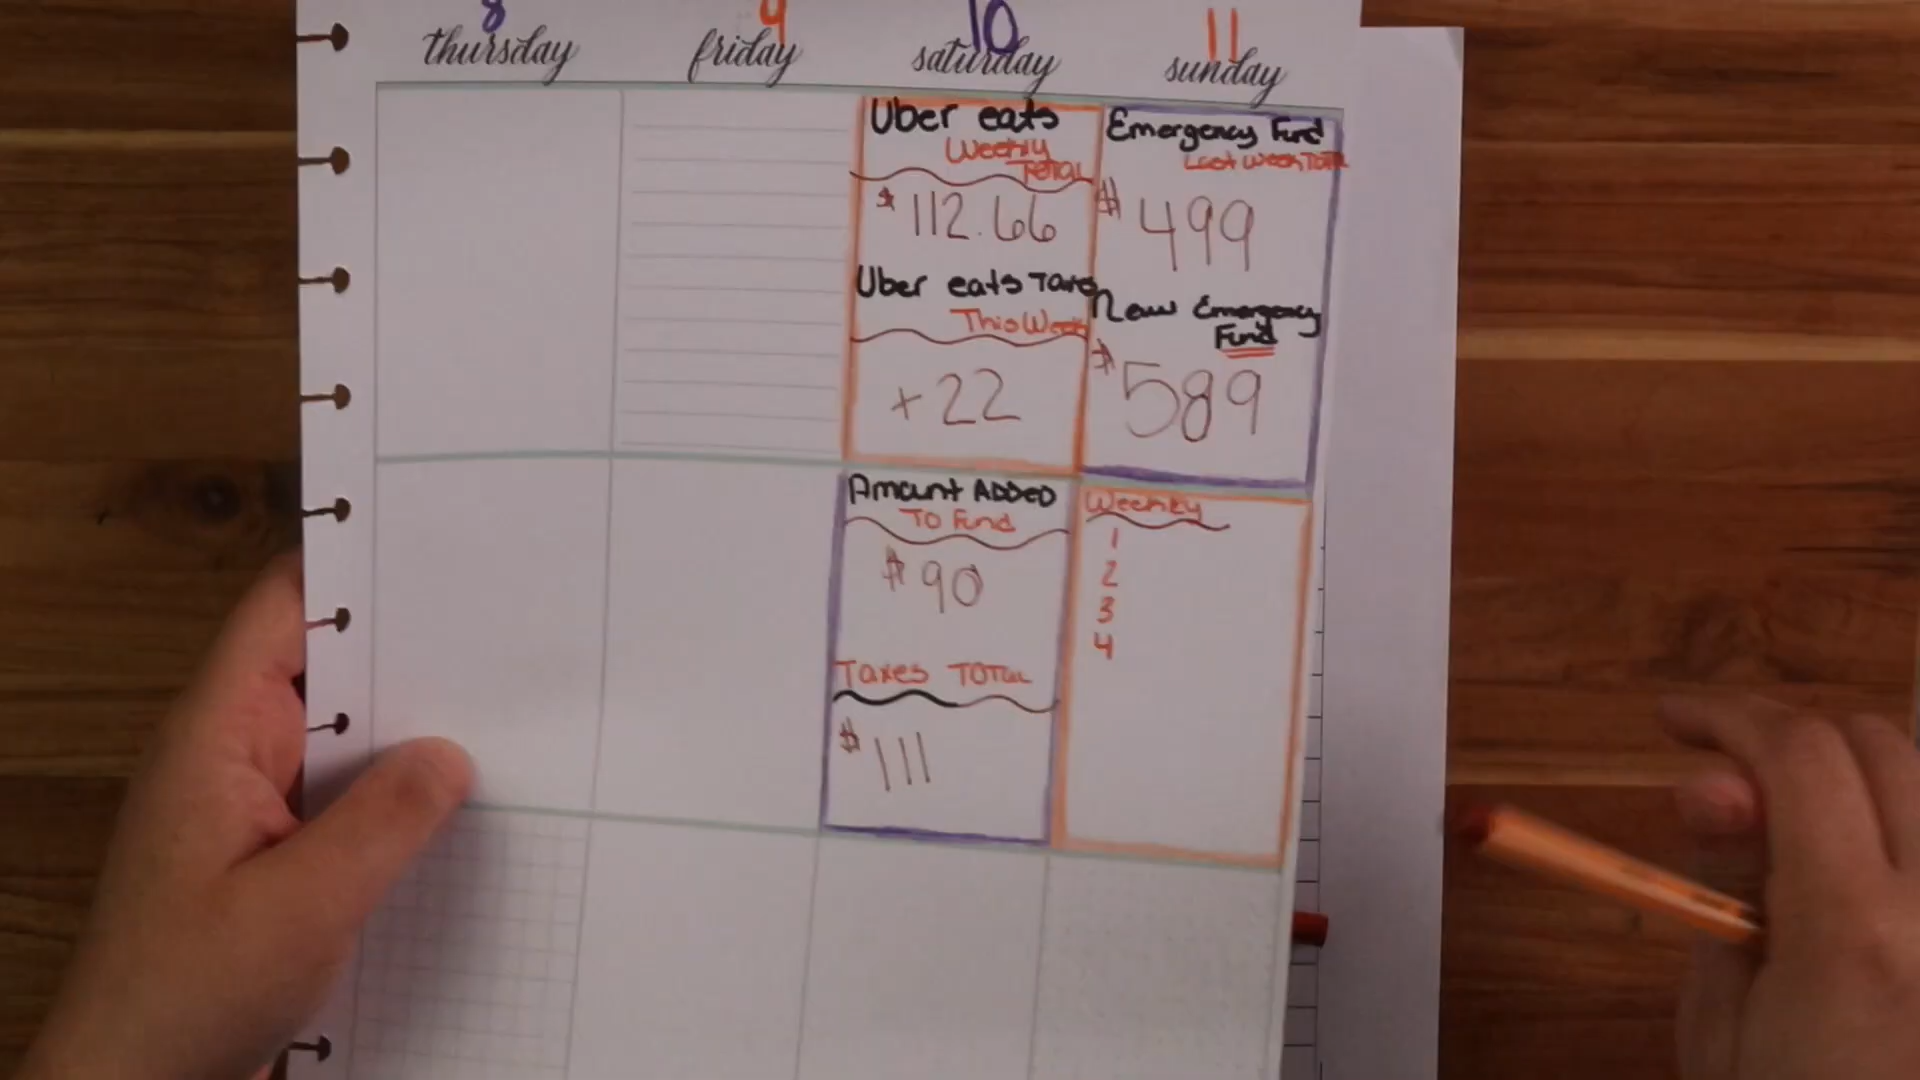 8 9 10 11
thursday friday saturday sunday
Uber eats
Weekly
TOTAL
$112.66
Uber eats Taxes
This Week
+22
Emergency Fund
Last Week Total
$499
New Emergency
Fund
$589
Amount ADDED
To Fund
$90
Taxes TOTAL
$111
Weekly
1
2
3
4